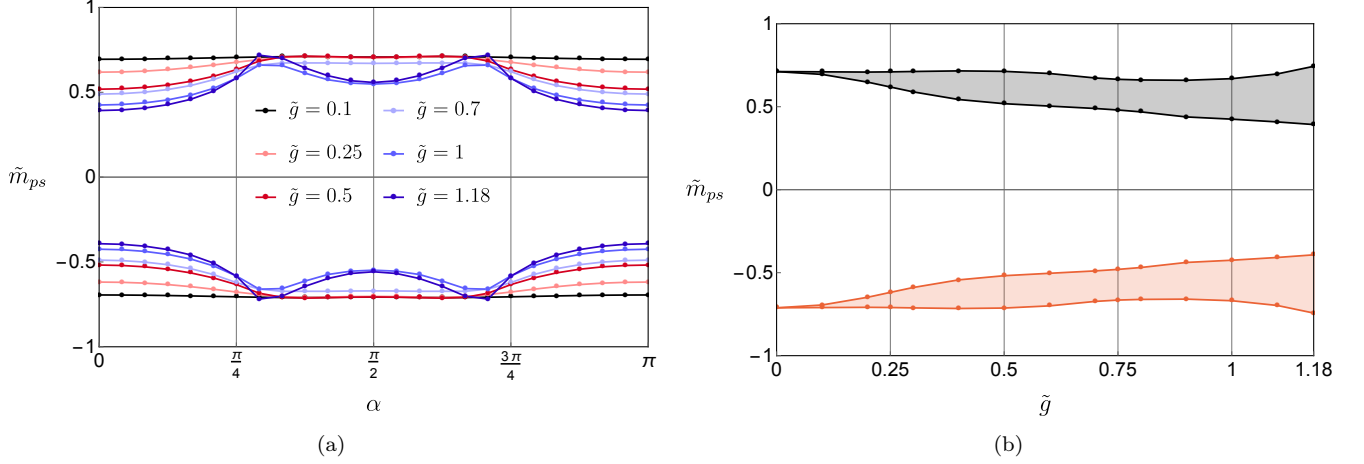 1
0.5
0
−0.5
−1
m̃ₚₛ
g̃ = 0.1
g̃ = 0.7
g̃ = 0.25
g̃ = 1
g̃ = 0.5
g̃ = 1.18
0 π/4 π/2 3π/4 π
α
(a)
1
0.5
0
−0.5
−1
m̃ₚₛ
0 0.25 0.5 0.75 1 1.18
g̃
(b)